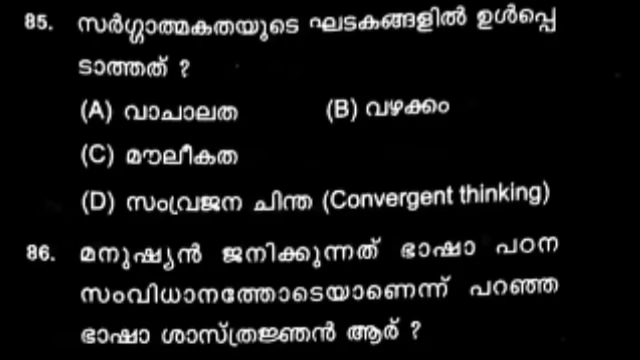 85. സർഗ്ഗാത്മകതയുടെ ഘടകങ്ങളിൽ ഉൾപ്പെ
ടാത്തത് ?
(A) വാചാലത (B) വഴക്കം
(C) മൗലീകത
(D) സംവ്രജന ചിന്ത (Convergent thinking)
86. മനുഷ്യൻ ജനിക്കുന്നത് ഭാഷാ പഠന
സംവിധാനത്തോടെയാണെന്ന് പറഞ്ഞ
ഭാഷാ ശാസ്ത്രജ്ഞൻ ആര് ?